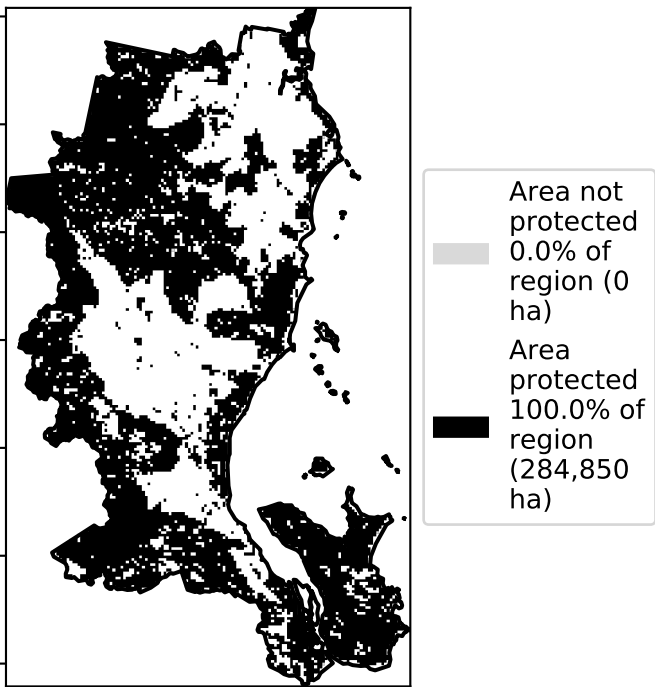 Area not
protected
0.0% of
region (0
ha)
Area
protected
100.0% of
region
(284,850
ha)